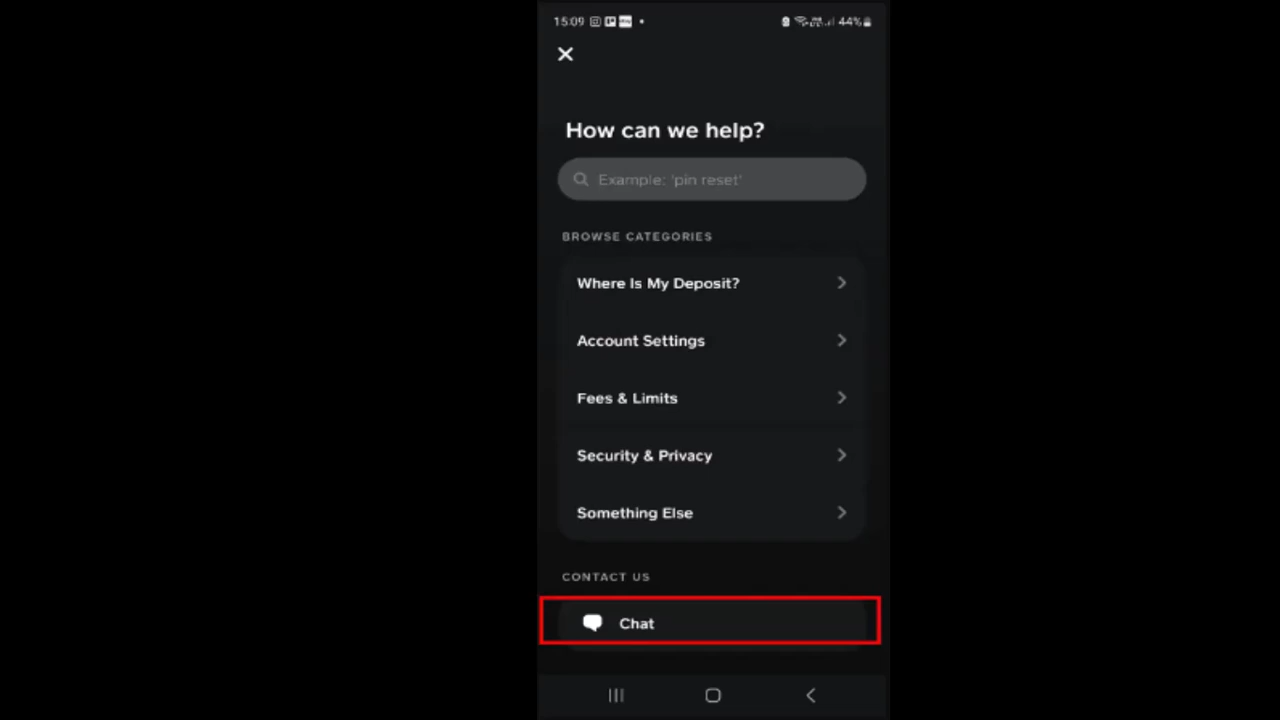 15:09
44%
How can we help?
Example: 'pin reset'
BROWSE CATEGORIES
Where Is My Deposit?
Account Settings
Fees & Limits
Security & Privacy
Something Else
CONTACT US
Chat